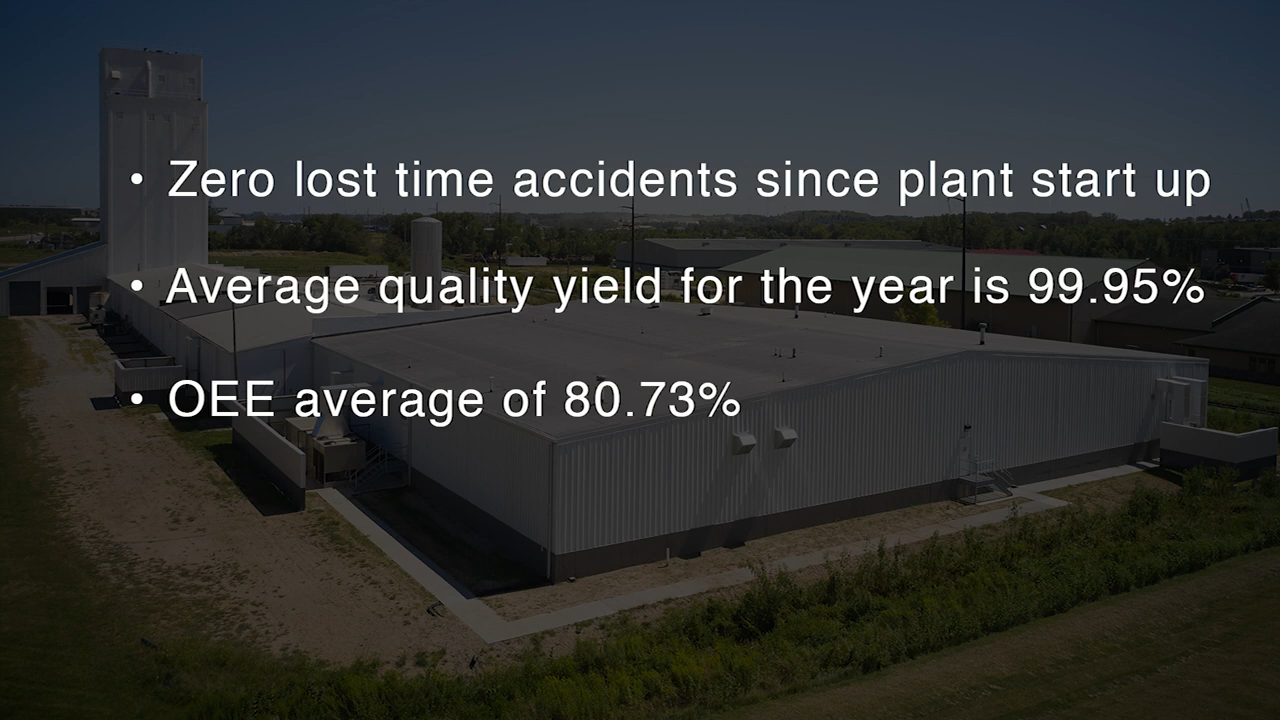 • Zero lost time accidents since plant start up
• Average quality yield for the year is 99.95%
• OEE average of 80.73%